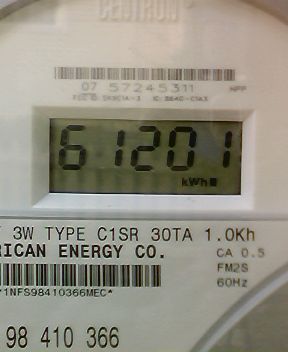 CENTRON
07 57245311
61201
kWh
3W TYPE C1SR 30TA 1.0Kh
RICAN ENERGY CO.
CA 0.5
FM2S
60Hz
*1NFS98410366MEC*
98 410 366